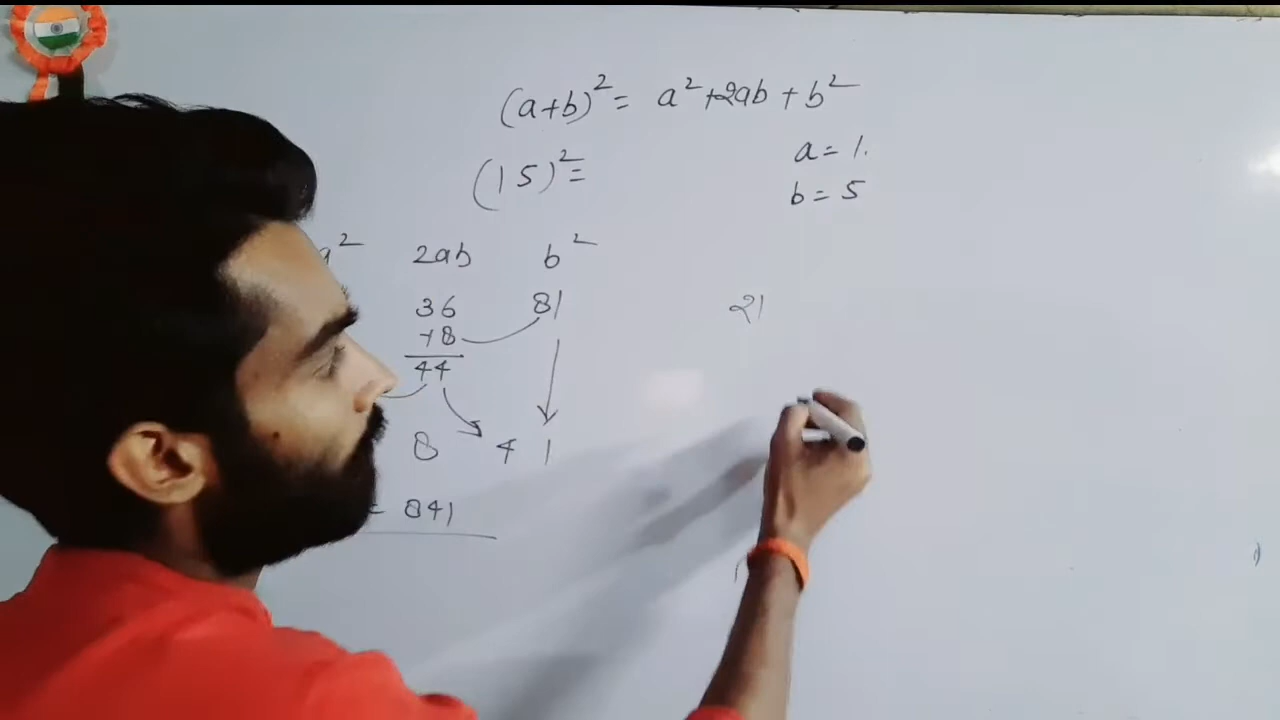 (a+b)² = a² + 2ab + b²
(15)² =
a = 1.
b = 5
a² 2ab b²
36 81
+8
44
21
8 4 1
= 841